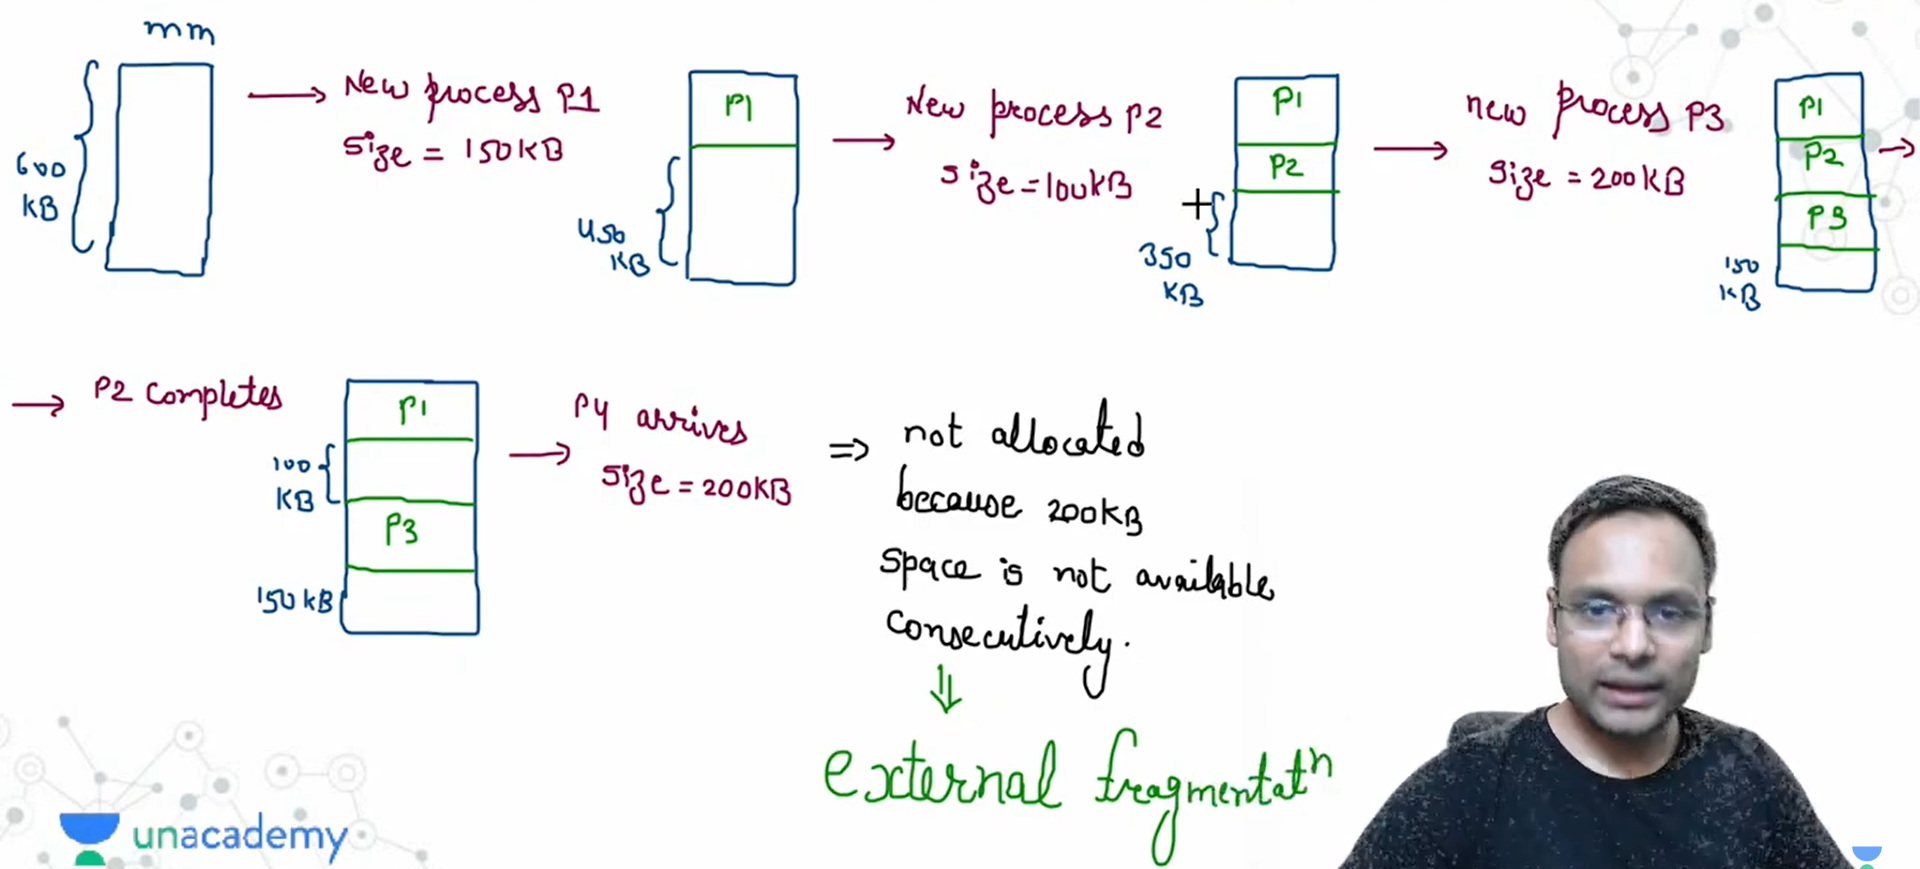 mm
600
KB
New process P1
Size = 150KB
P1
450
KB
New process P2
Size = 100KB
P1
P2
350
KB
new process P3
Size = 200KB
P1
P2
P3
150
KB
P2 Completes
P1
100
KB
P3
150 KB
P4 arrives
Size = 200KB
not allocated
because 200KB
Space is not available
Consecutively.
external fragmentatⁿ
unacademy